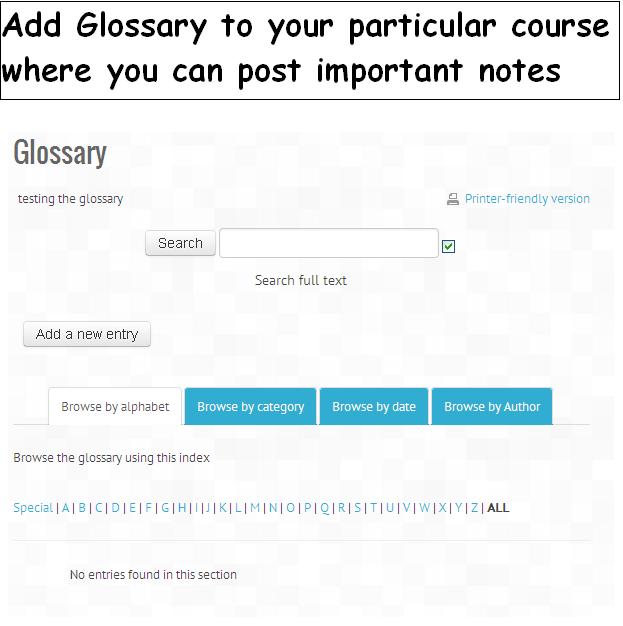 Add Glossary to your particular course
where you can post important notes
Glossary
testing the glossary
Printer-friendly version
Search
Search full text
Add a new entry
Browse by alphabet
Browse by category
Browse by date
Browse by Author
Browse the glossary using this index
Special | A | B | C | D | E | F | G | H | I | J | K | L | M | N | O | P | Q | R | S | T | U | V | W | X | Y | Z | ALL
No entries found in this section